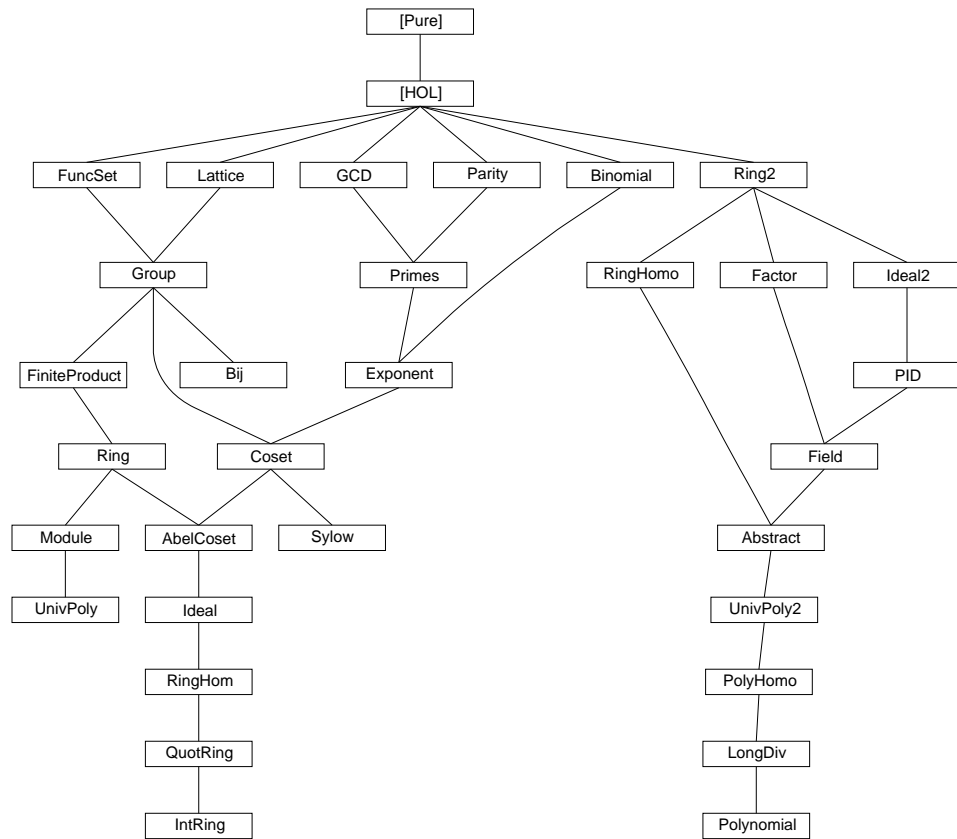 [Pure]
[HOL]
FuncSet
Lattice
GCD
Parity
Binomial
Ring2
Group
Primes
RingHomo
Factor
Ideal2
FiniteProduct
Bij
Exponent
PID
Ring
Coset
Field
Module
AbelCoset
Sylow
Abstract
UnivPoly
Ideal
UnivPoly2
RingHom
PolyHomo
QuotRing
LongDiv
IntRing
Polynomial